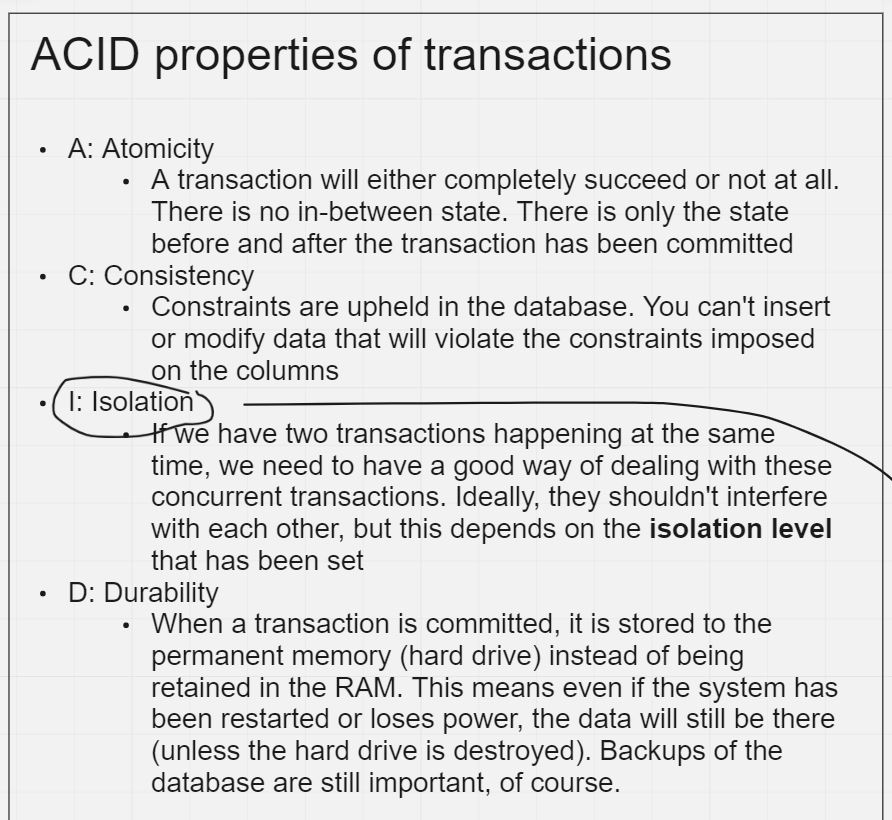 ACID properties of transactions
• A: Atomicity
• A transaction will either completely succeed or not at all.
There is no in-between state. There is only the state
before and after the transaction has been committed
• C: Consistency
• Constraints are upheld in the database. You can't insert
or modify data that will violate the constraints imposed
on the columns
• I: Isolation
• If we have two transactions happening at the same
time, we need to have a good way of dealing with these
concurrent transactions. Ideally, they shouldn't interfere
with each other, but this depends on the isolation level
that has been set
• D: Durability
• When a transaction is committed, it is stored to the
permanent memory (hard drive) instead of being
retained in the RAM. This means even if the system has
been restarted or loses power, the data will still be there
(unless the hard drive is destroyed). Backups of the
database are still important, of course.